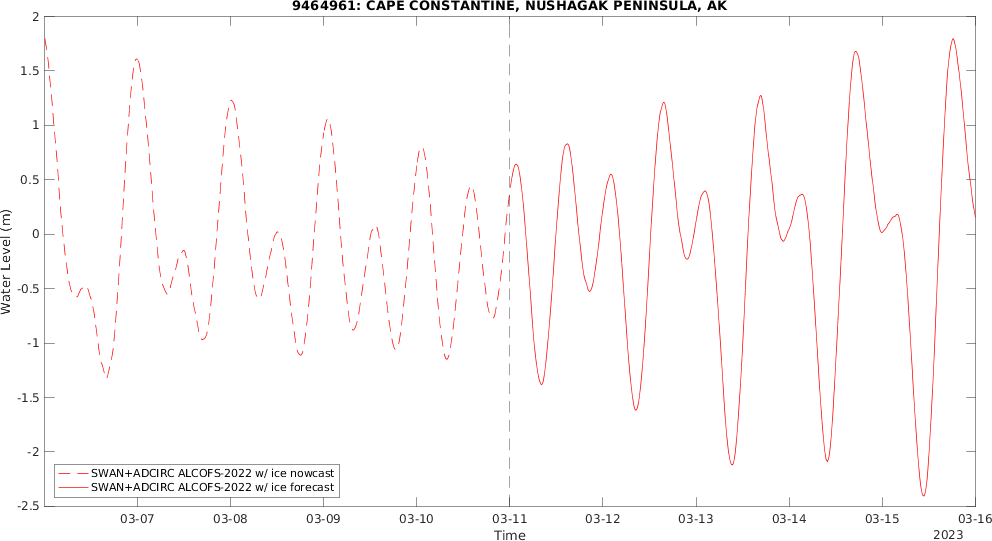 9464961: CAPE CONSTANTINE, NUSHAGAK PENINSULA, AK
2
1.5
1
0.5
0
-0.5
-1
-1.5
-2
-2.5
Water Level (m)
SWAN+ADCIRC ALCOFS-2022 w/ ice nowcast
SWAN+ADCIRC ALCOFS-2022 w/ ice forecast
03-07 03-08 03-09 03-10 03-11 03-12 03-13 03-14 03-15 03-16
Time
2023